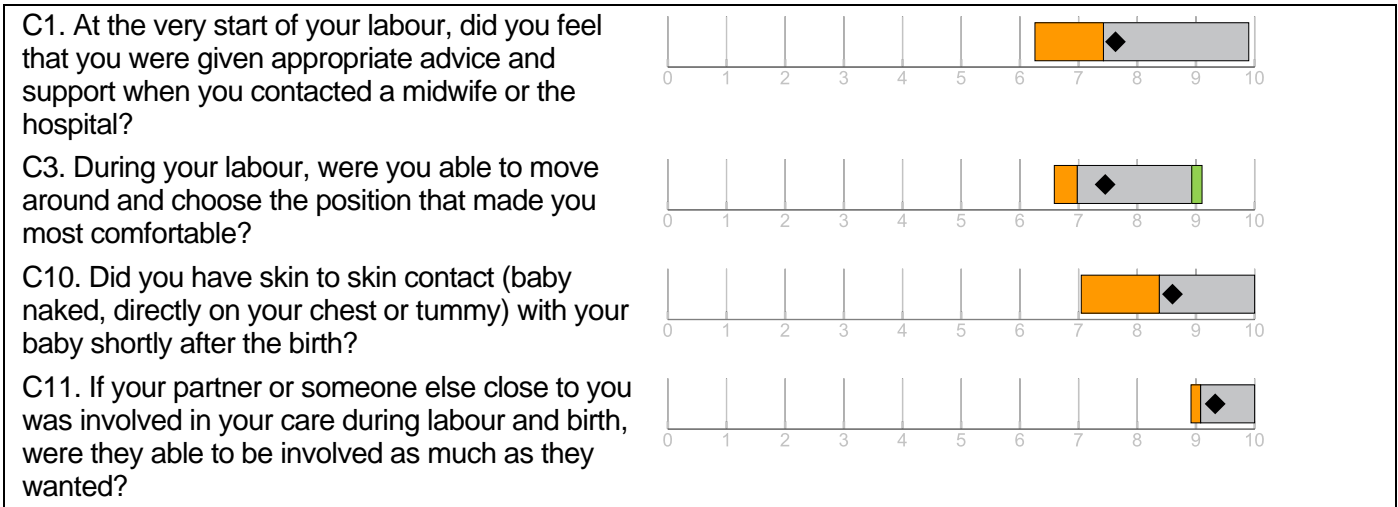 C1. At the very start of your labour, did you feel
that you were given appropriate advice and
support when you contacted a midwife or the
hospital?
0 1 2 3 4 5 6 7 8 9 10
C3. During your labour, were you able to move
around and choose the position that made you
most comfortable?
0 1 2 3 4 5 6 7 8 9 10
C10. Did you have skin to skin contact (baby
naked, directly on your chest or tummy) with your
baby shortly after the birth?
0 1 2 3 4 5 6 7 8 9 10
C11. If your partner or someone else close to you
was involved in your care during labour and birth,
were they able to be involved as much as they
wanted?
0 1 2 3 4 5 6 7 8 9 10